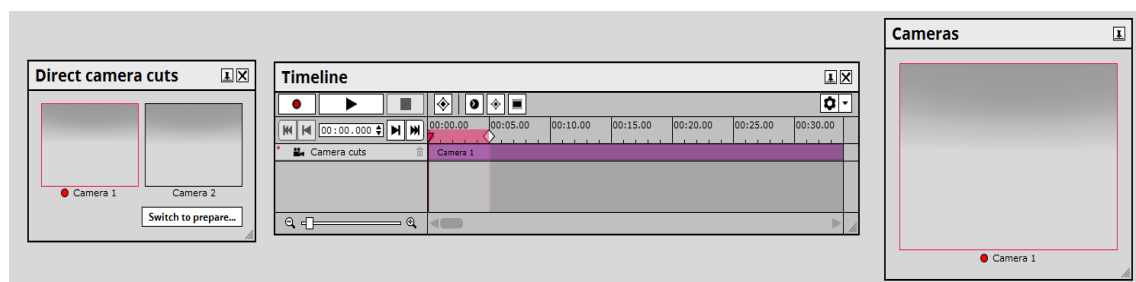 Direct camera cuts
Camera 1
Camera 2
Switch to prepare...
Timeline
00:00.000
00:00.00 00:05.00 00:10.00 00:15.00 00:20.00 00:25.00 00:30.00
Camera cuts
Camera 1
Cameras
Camera 1